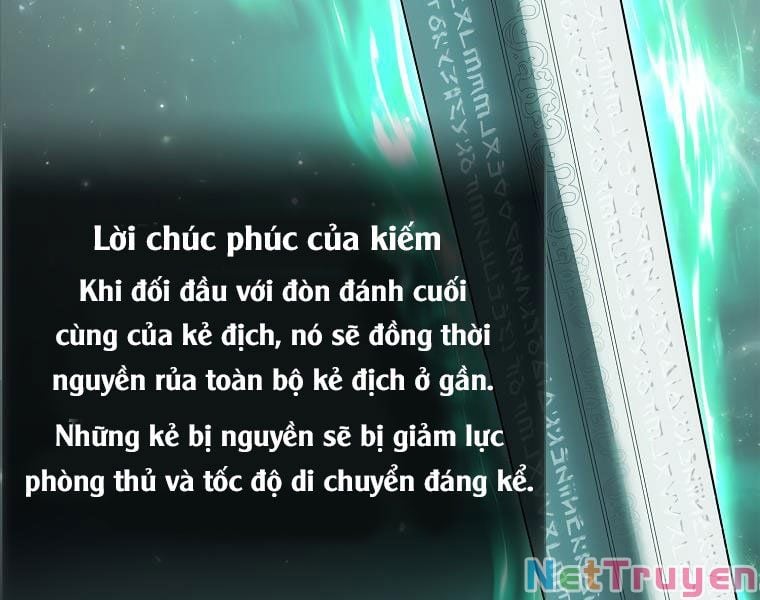 Lời chúc phúc của kiếm
Khi đối đầu với đòn đánh cuối
cùng của kẻ địch, nó sẽ đồng thời
nguyền rủa toàn bộ kẻ địch ở gần.
Những kẻ bị nguyền sẽ bị giảm lực
phòng thủ và tốc độ di chuyển đáng kể.
NetTruyen